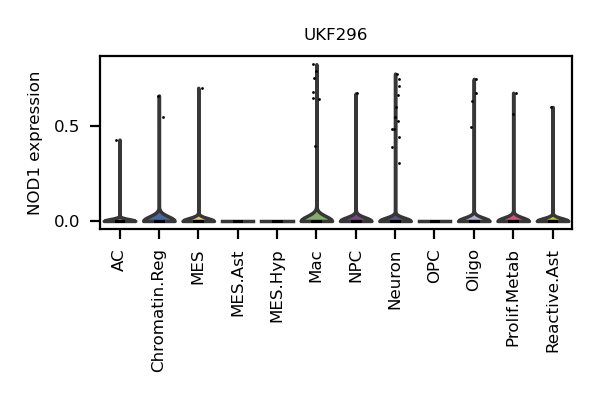 UKF296
NOD1 expression
0.5
0.0
AC
Chromatin.Reg
MES
MES.Ast
MES.Hyp
Mac
NPC
Neuron
OPC
Oligo
Prolif.Metab
Reactive.Ast